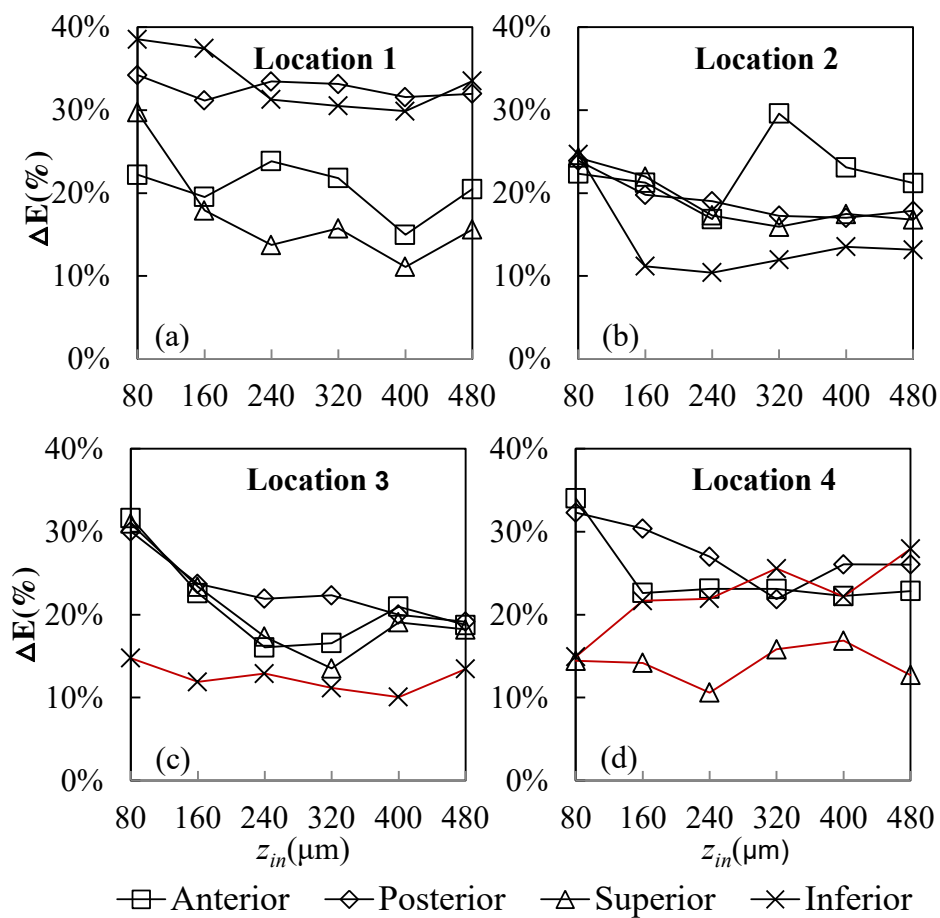 40%
30%
20%
10%
0%
ΔE(%)
Location 1
(a)
80 160 240 320 400 480
40%
30%
20%
10%
0%
Location 2
(b)
80 160 240 320 400 480
40%
30%
20%
10%
0%
ΔE(%)
Location 3
(c)
80 160 240 320 400 480
z_in(μm)
40%
30%
20%
10%
0%
Location 4
(d)
80 160 240 320 400 480
z_in(μm)
Anterior Posterior Superior Inferior